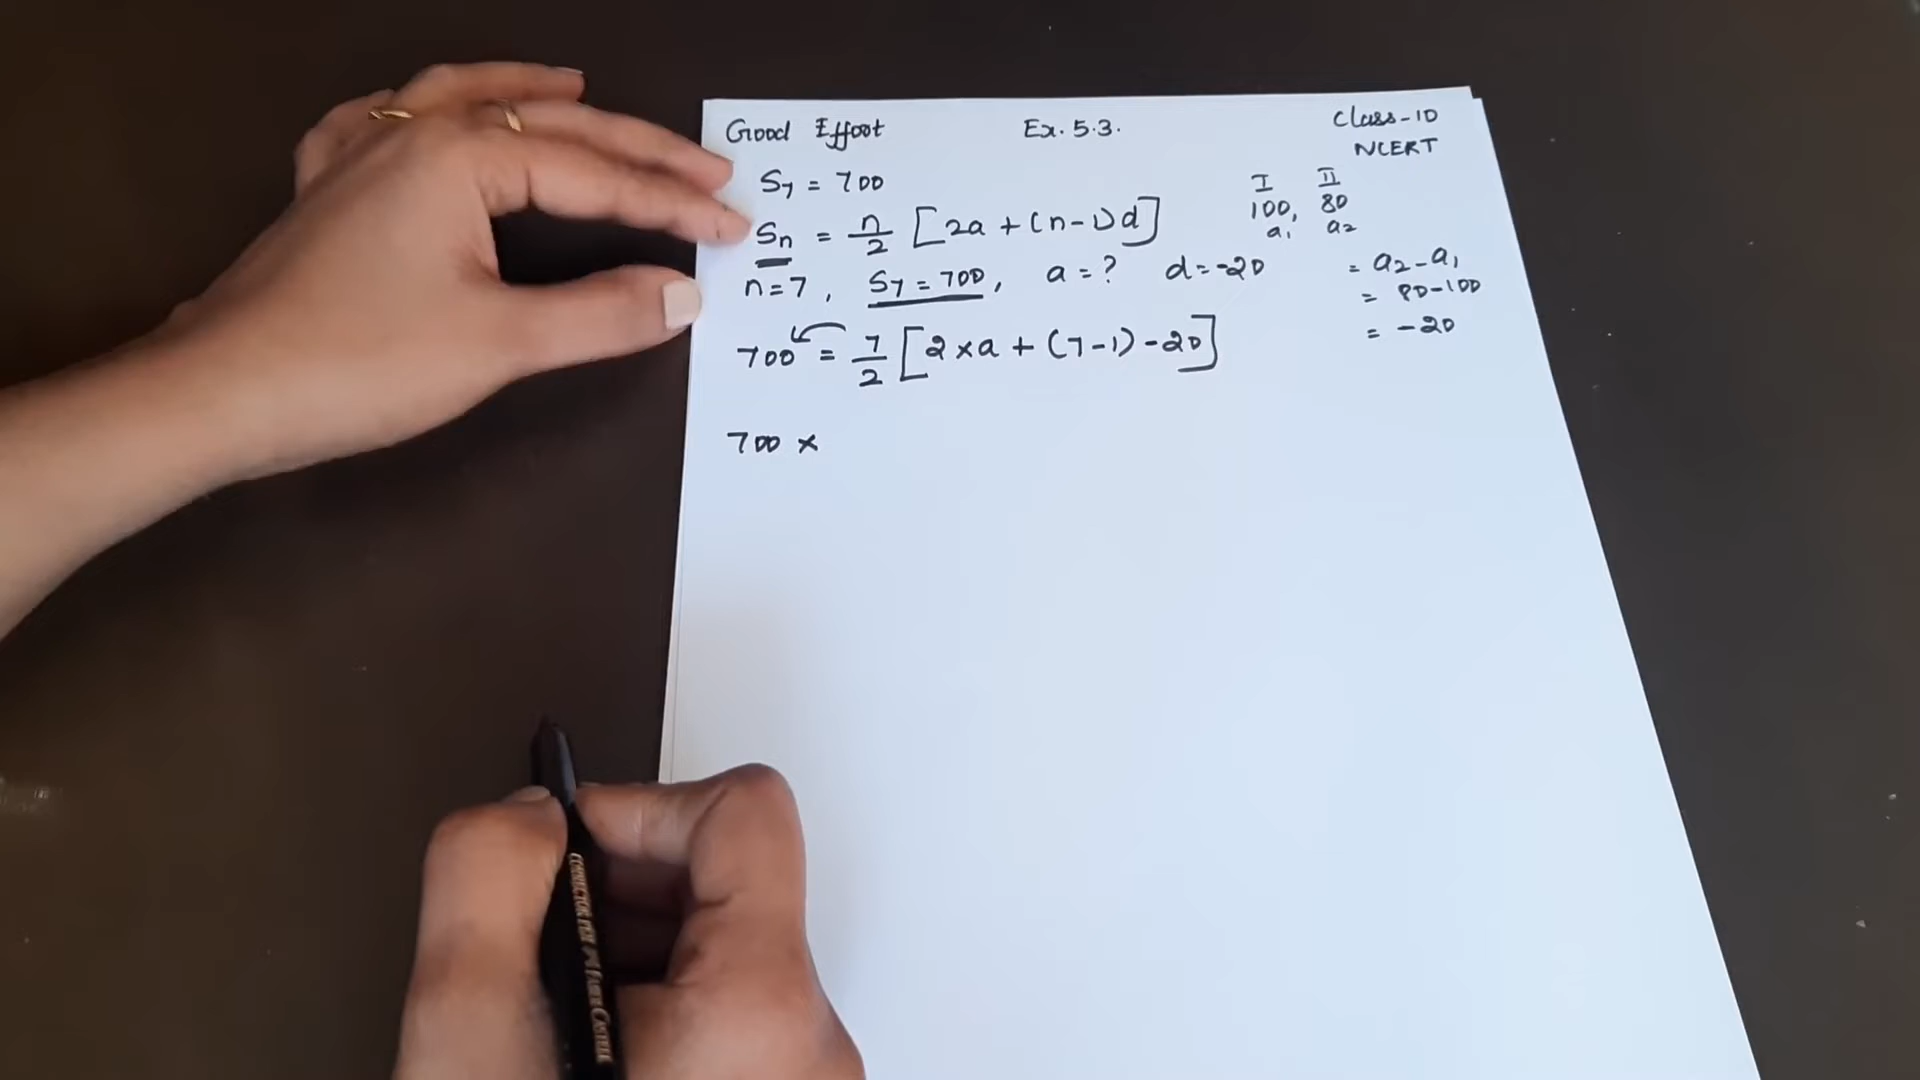 Good Effort Ex. 5.3. Class-10
NCERT
S7 = 700
I II
100, 80
a1 a2
Sn = n/2 [2a + (n-1)d]
n=7, S7=700, a=? d=-20
= a2-a1
= 80-100
= -20
700 = 7/2 [2×a + (7-1) -20]
700 ×